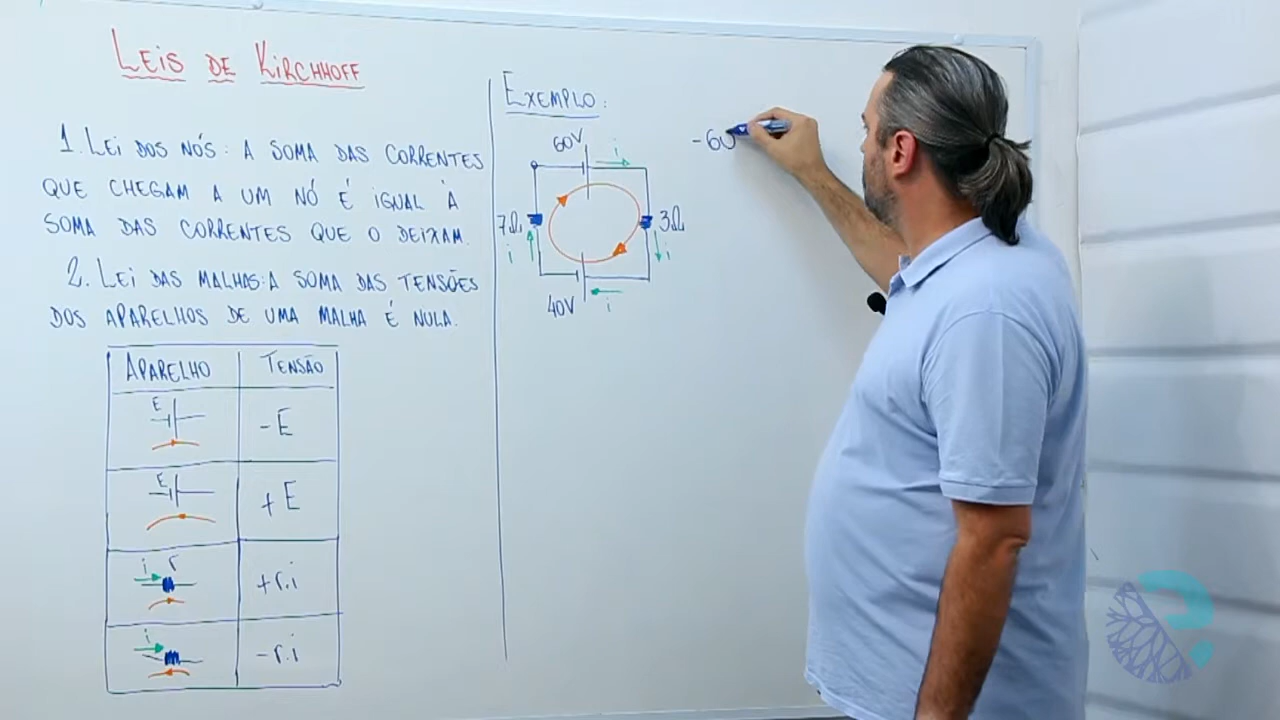 LEIS DE KIRCHHOFF
1. LEI DOS NÓS: A SOMA DAS CORRENTES
QUE CHEGAM A UM NÓ É IGUAL À
SOMA DAS CORRENTES QUE O DEIXAM.
2. LEI DAS MALHAS: A SOMA DAS TENSÕES
DOS APARELHOS DE UMA MALHA É NULA.
APARELHO TENSÃO
E -E
E +E
i r +r.i
i -r.i
EXEMPLO:
60V i
7Ω 3Ω
i i
40V i
-60